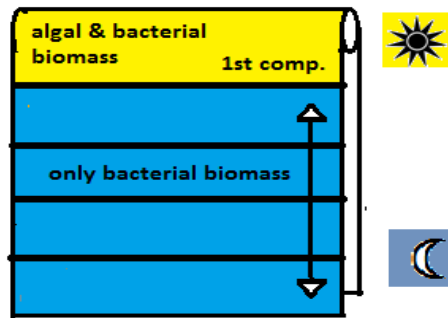 algal & bacterial
biomass
1st comp.
only bacterial biomass